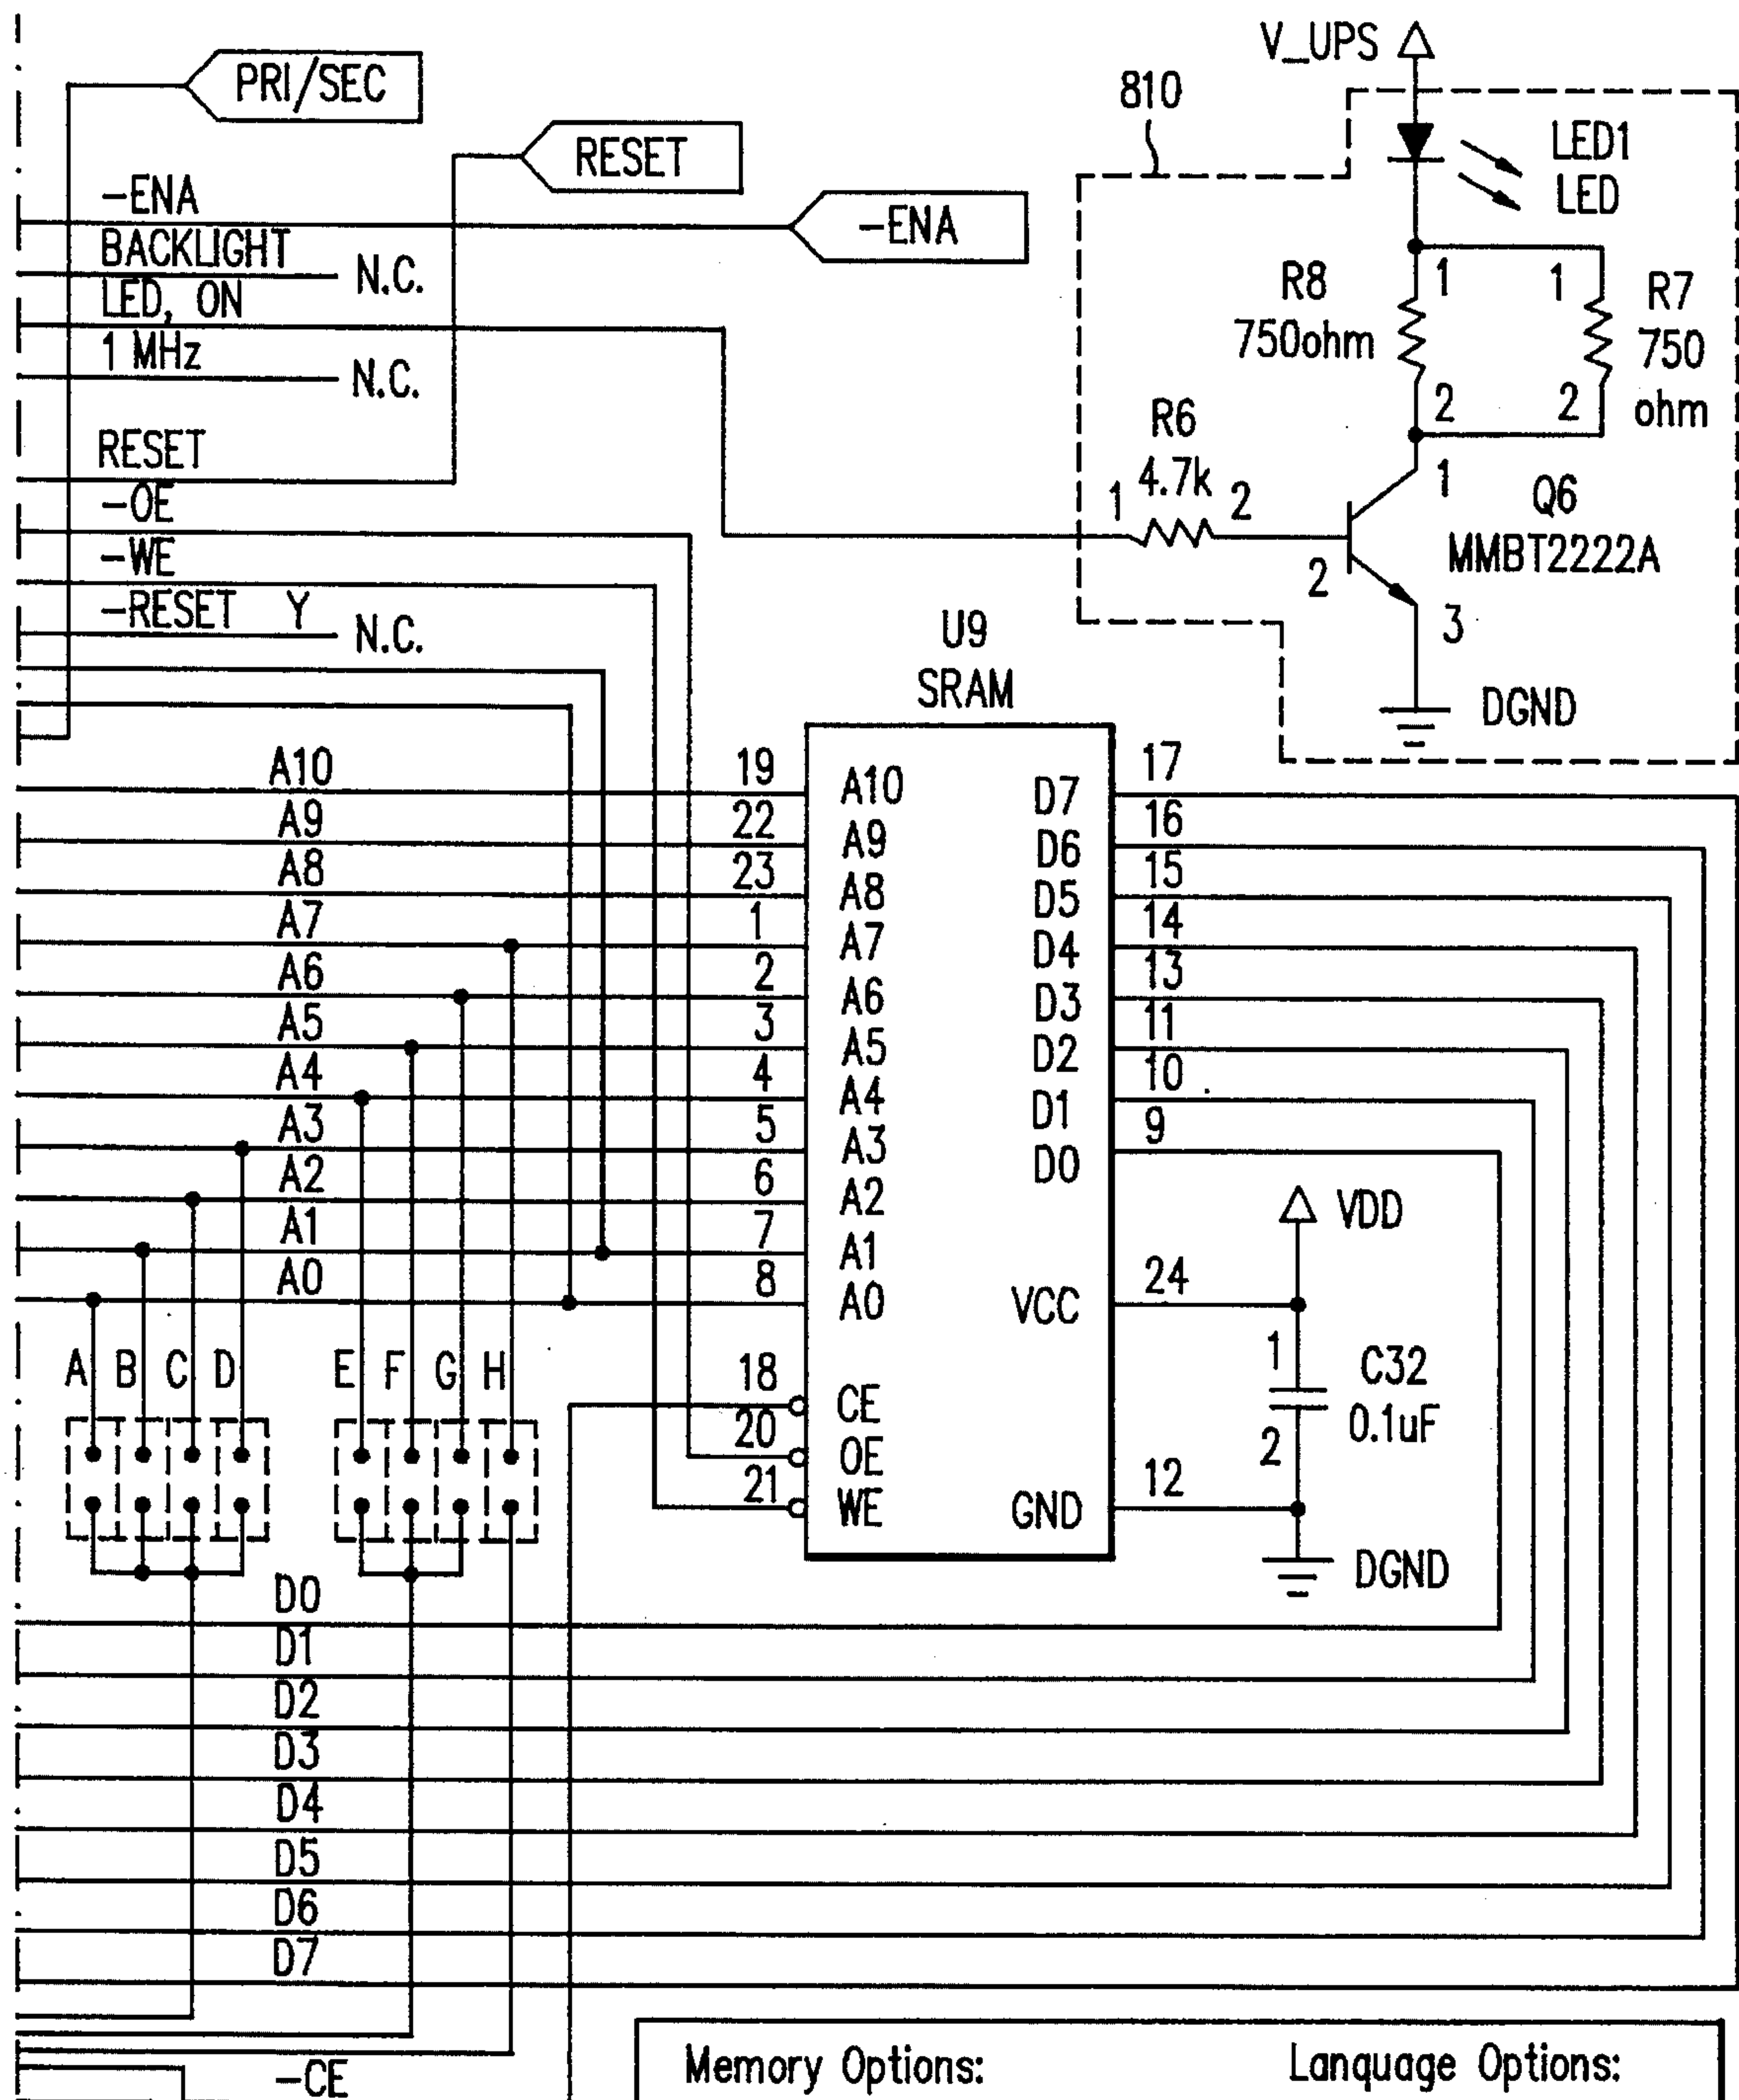 V_UPS
PRI/SEC
810
RESET
LED1
LED
-ENA
-ENA
BACKLIGHT
N.C.
LED, ON
1 MHz
N.C.
R8
750ohm
1
2
1
2
R7
750
ohm
RESET
-OE
-WE
-RESET Y
N.C.
R6
4.7k
1
2
1
2
3
Q6
MMBT2222A
DGND
U9
SRAM
A10 19 A10 D7 17
A9 22 A9 D6 16
A8 23 A8 D5 15
A7 1 A7 D4 14
A6 2 A6 D3 13
A5 3 A5 D2 11
A4 4 A4 D1 10
A3 5 A3 D0 9
A2 6 A2
A1 7 A1
A0 8 A0 VCC 24
VDD
A B C D E F G H
18 CE
20 OE
21 WE GND 12
1
2
C32
0.1uF
DGND
D0
D1
D2
D3
D4
D5
D6
D7
-CE
Memory Options: Lanquage Options: